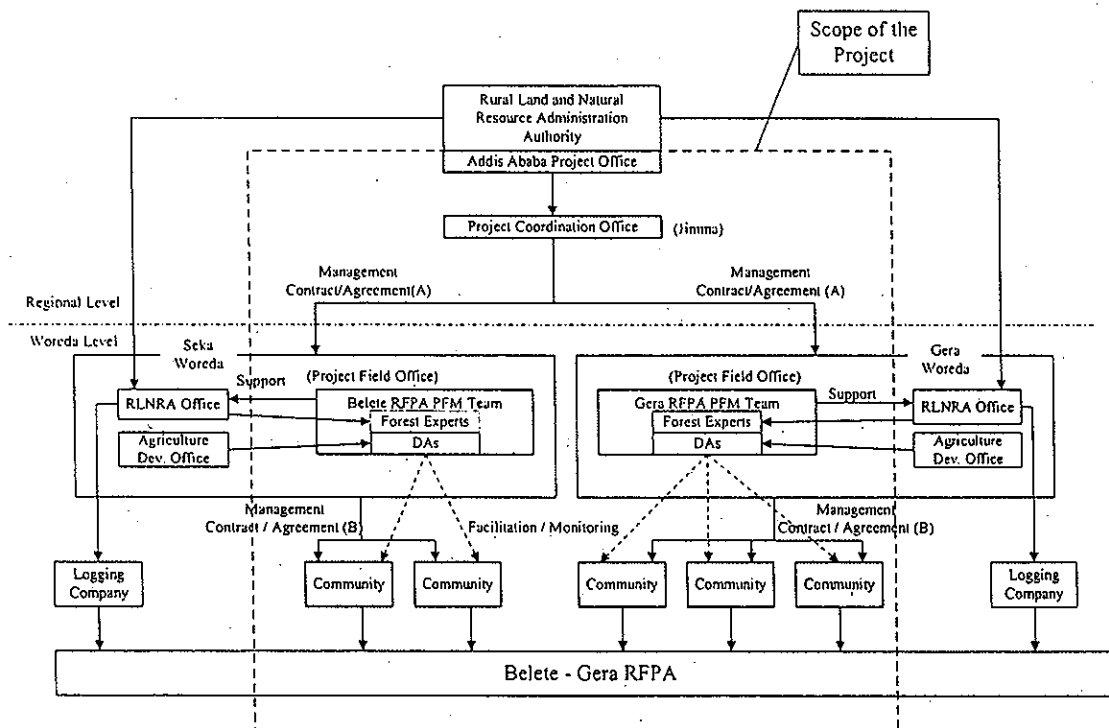 Scope of the
Project
Rural Land and Natural
Resource Administration
Authority
Addis Ababa Project Office
Project Coordination Office
(Jimma)
Management
Contract/Agreement(A)
Management
Contract/Agreement (A)
Regional Level
Woreda Level
Seka
Woreda
(Project Field Office)
Support
RLNRA Office
Belete RFPA PFM Team
Forest Experts
DAs
Agriculture
Dev. Office
Gera
Woreda
(Project Field Office)
Support
Gera RFPA PFM Team
Forest Experts
DAs
RLNRA Office
Agriculture
Dev. Office
Management
Contract / Agreement (B)
Facilitation / Monitoring
Management
Contract / Agreement (B)
Logging
Company
Community
Community
Community
Community
Community
Logging
Company
Belete - Gera RFPA